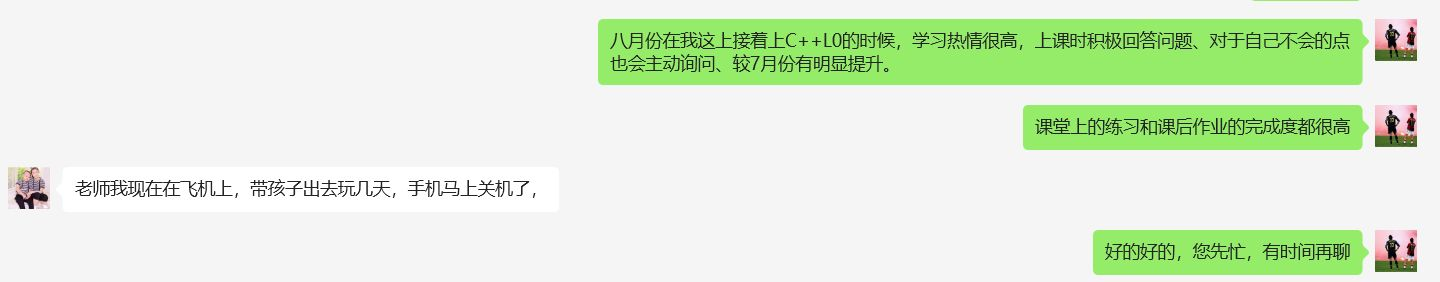 八月份在我这上接着上C++L0的时候，学习热情很高，上课时积极回答问题、对于自己不会的点
也会主动询问、较7月份有明显提升。
课堂上的练习和课后作业的完成度都很高
老师我现在在飞机上，带孩子出去玩几天，手机马上关机了，
好的好的，您先忙，有时间再聊